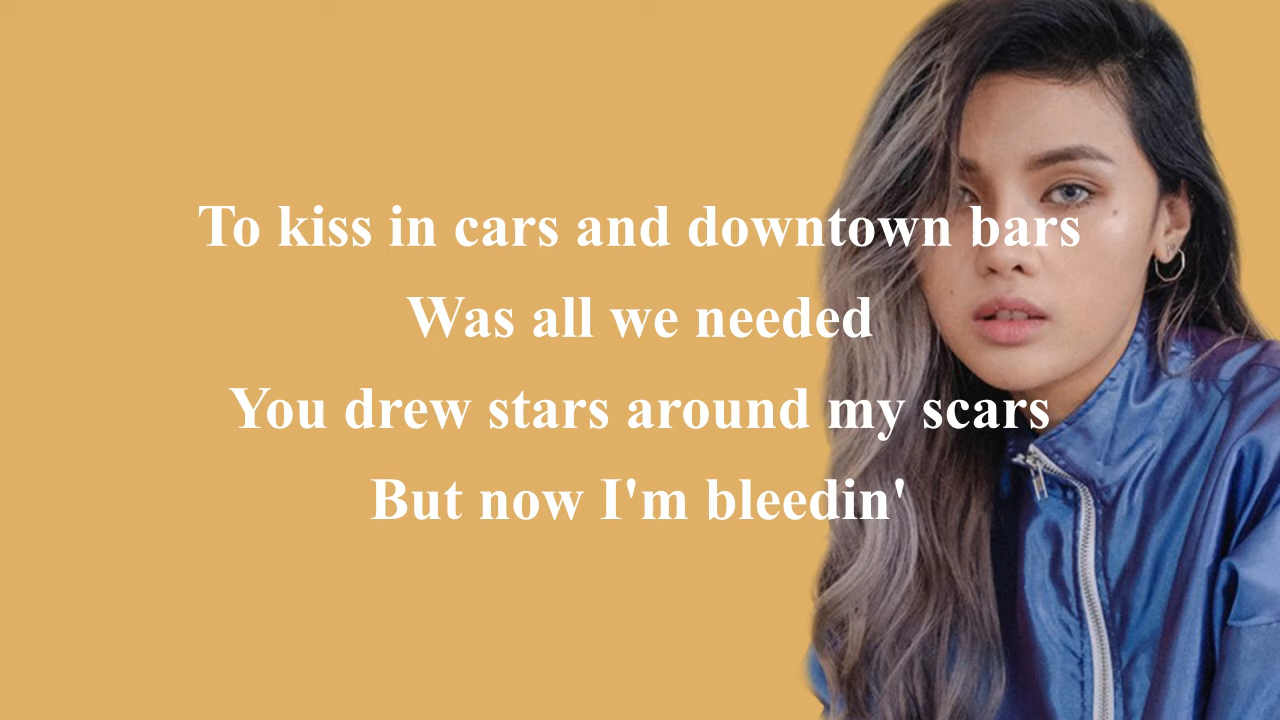 To kiss in cars and downtown bars
Was all we needed
You drew stars around my scars
But now I'm bleedin'